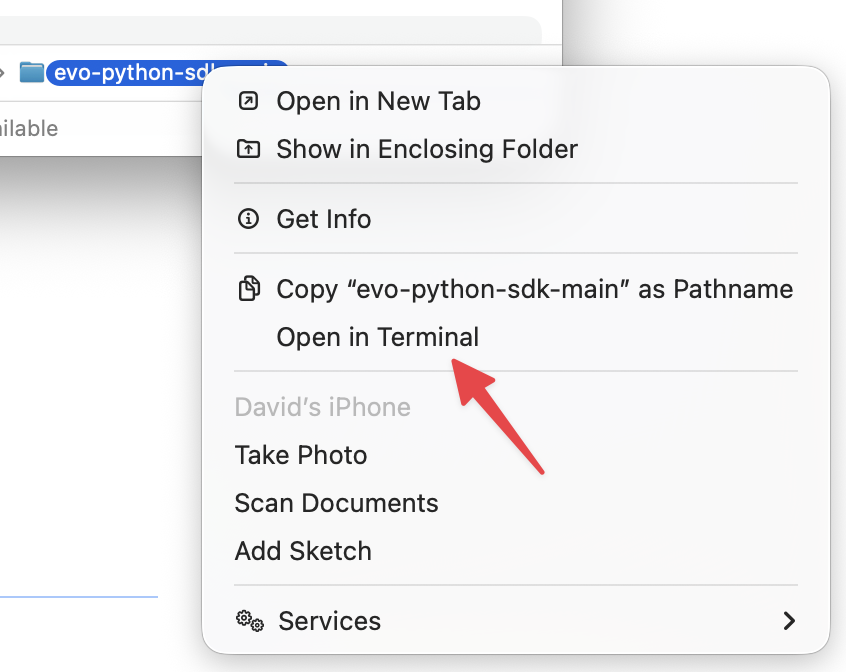 evo-python-sd
ilable
Open in New Tab
Show in Enclosing Folder
Get Info
Copy “evo-python-sdk-main” as Pathname
Open in Terminal
David’s iPhone
Take Photo
Scan Documents
Add Sketch
Services